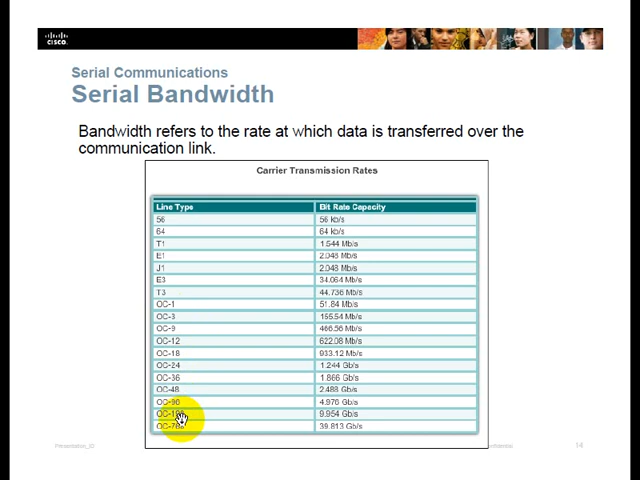 CISCO.
Serial Communications
Serial Bandwidth
Bandwidth refers to the rate at which data is transferred over the
communication link.
Carrier Transmission Rates
Line Type Bit Rate Capacity
56 56 kb/s
64 64 kb/s
T1 1.544 Mb/s
E1 2.048 Mb/s
J1 2.048 Mb/s
E3 34.064 Mb/s
T3 44.736 Mb/s
OC-1 51.84 Mb/s
OC-3 155.54 Mb/s
OC-9 466.56 Mb/s
OC-12 622.08 Mb/s
OC-18 933.12 Mb/s
OC-24 1.244 Gb/s
OC-36 1.866 Gb/s
OC-48 2.488 Gb/s
OC-96 4.976 Gb/s
9.954 Gb/s
39.813 Gb/s
Presentation_ID 14